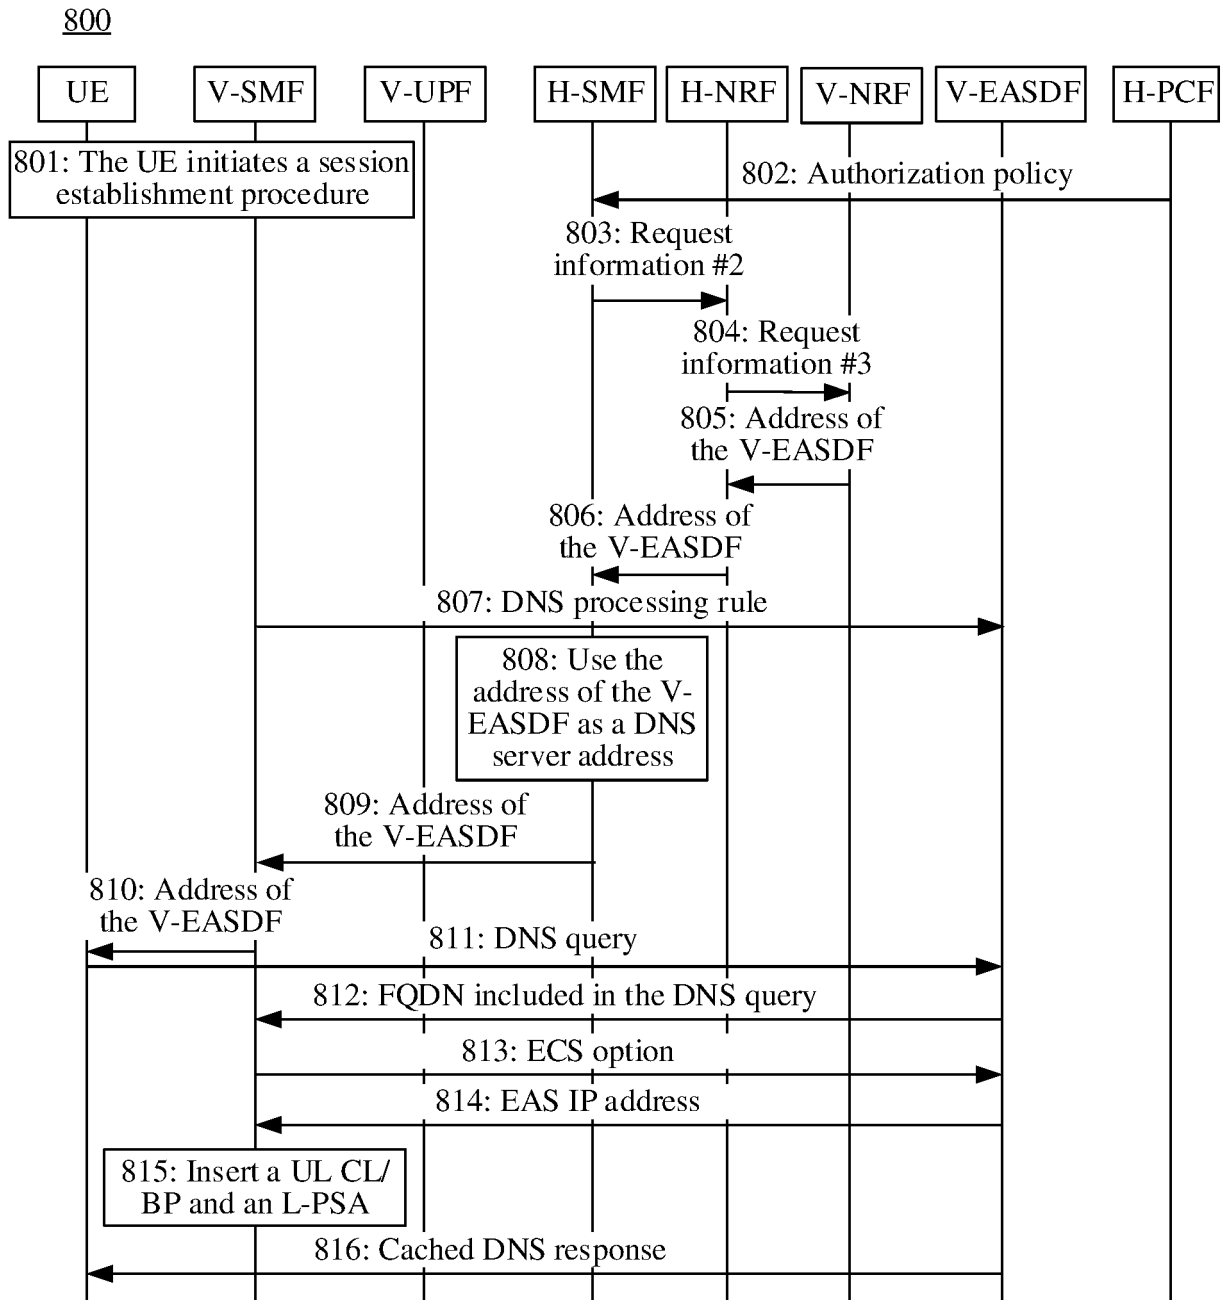 800
UE
V-SMF
V-UPF
H-SMF
H-NRF
V-NRF
V-EASDF
H-PCF
801: The UE initiates a session
establishment procedure
802: Authorization policy
803: Request
information #2
804: Request
information #3
805: Address of
the V-EASDF
806: Address of
the V-EASDF
807: DNS processing rule
808: Use the
address of the V-
EASDF as a DNS
server address
809: Address of
the V-EASDF
810: Address of
the V-EASDF
811: DNS query
812: FQDN included in the DNS query
813: ECS option
814: EAS IP address
815: Insert a UL CL/
BP and an L-PSA
816: Cached DNS response